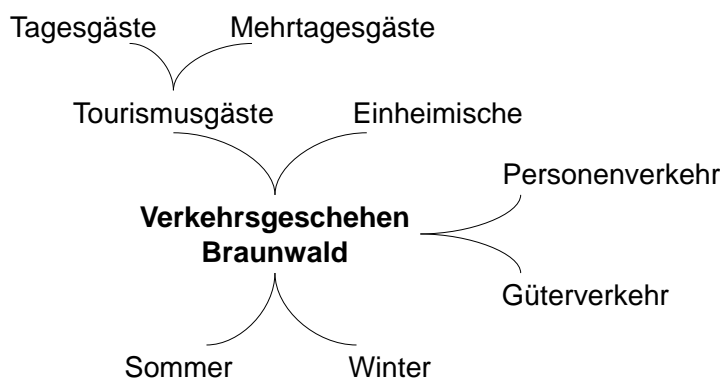 Tagesgäste Mehrtagesgäste
Tourismusgäste Einheimische
Personenverkehr
Verkehrsgeschehen
Braunwald
Güterverkehr
Sommer Winter